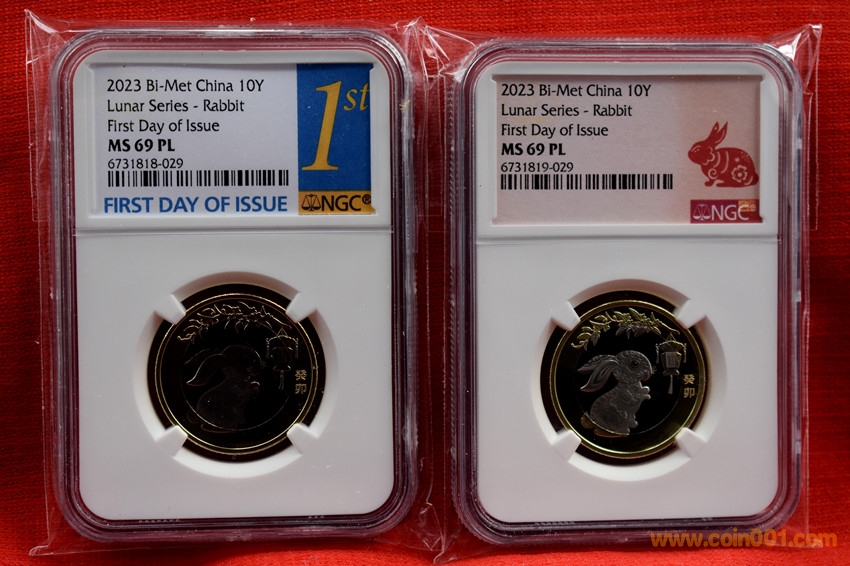 2023 Bi-Met China 10Y
Lunar Series - Rabbit
First Day of Issue
MS 69 PL
6731818-029
FIRST DAY OF ISSUE
1st
NGC®
癸卯
2023 Bi-Met China 10Y
Lunar Series - Rabbit
First Day of Issue
MS 69 PL
6731819-029
NGC
癸卯
www.coin001.com